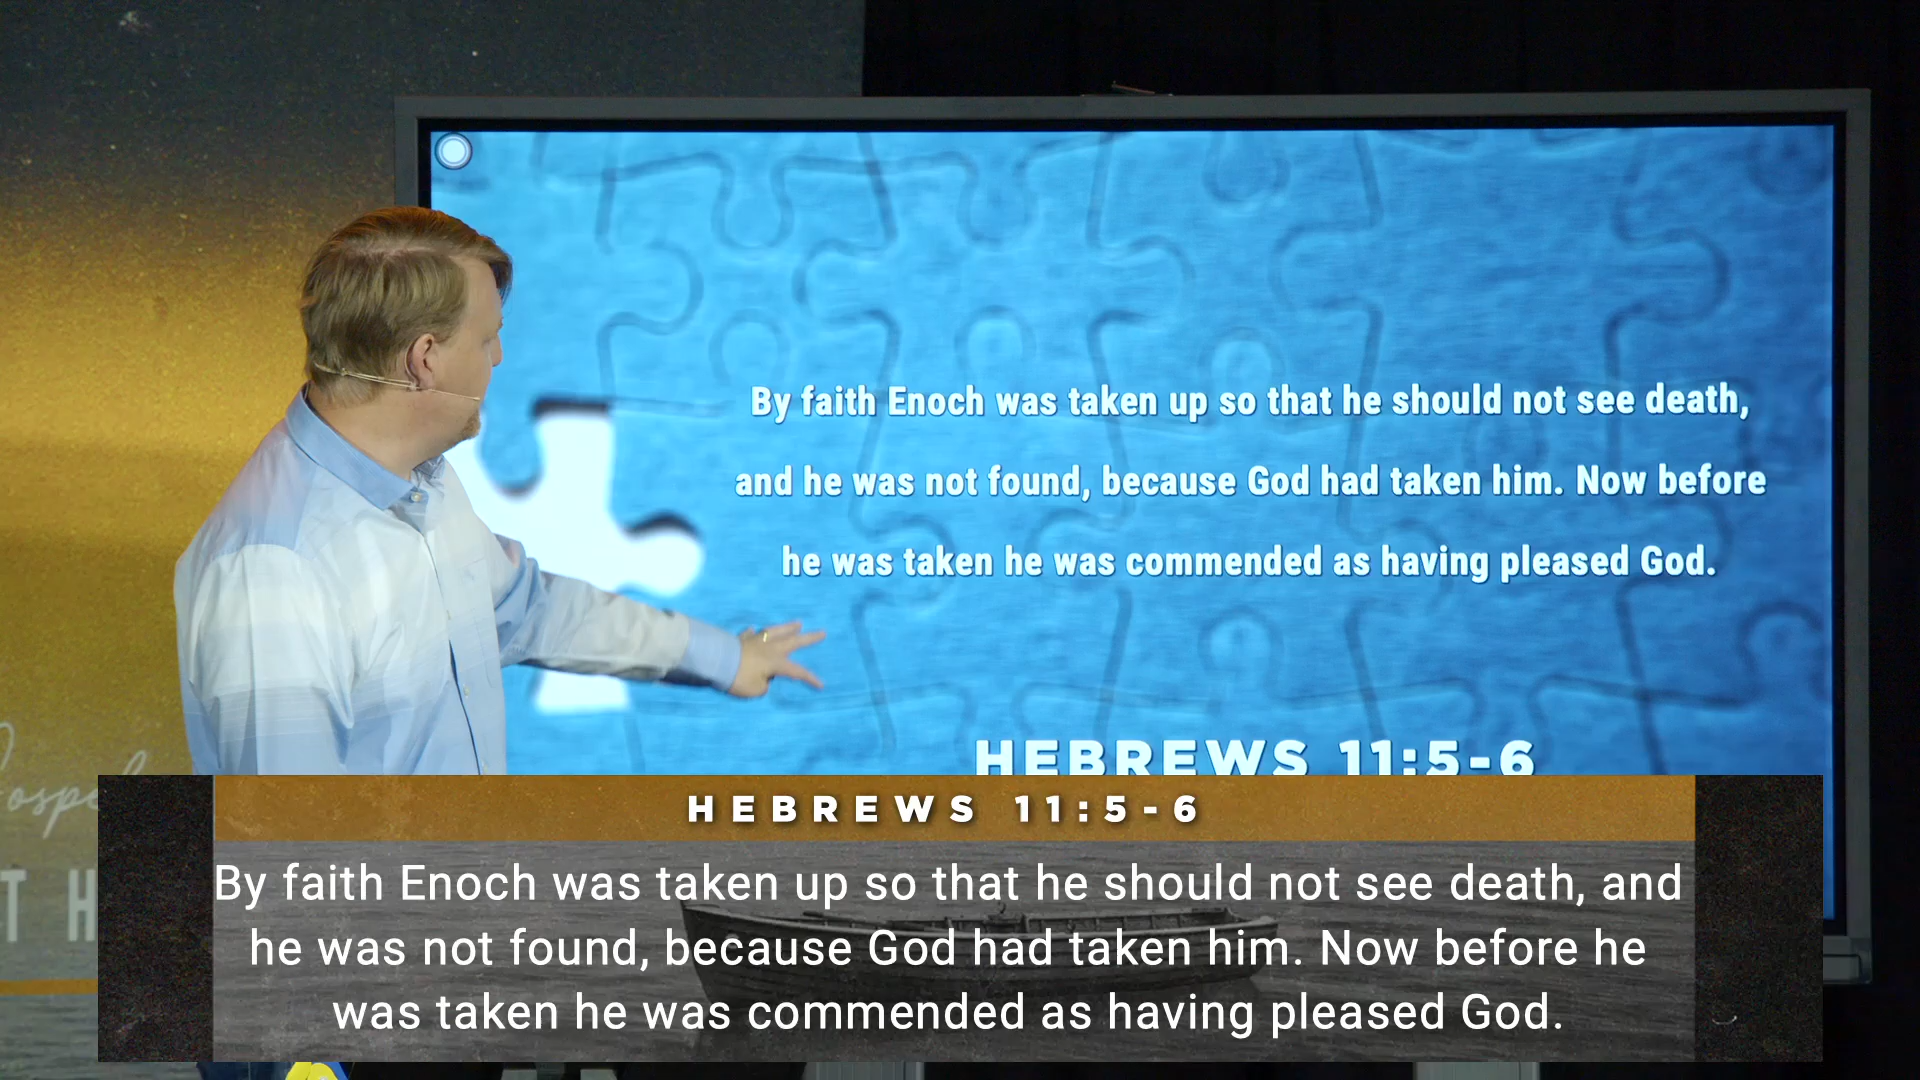 By faith Enoch was taken up so that he should not see death,
and he was not found, because God had taken him. Now before
he was taken he was commended as having pleased God.
HEBREWS 11:5-6
HEBREWS 11:5-6
By faith Enoch was taken up so that he should not see death, and
he was not found, because God had taken him. Now before he
was taken he was commended as having pleased God.